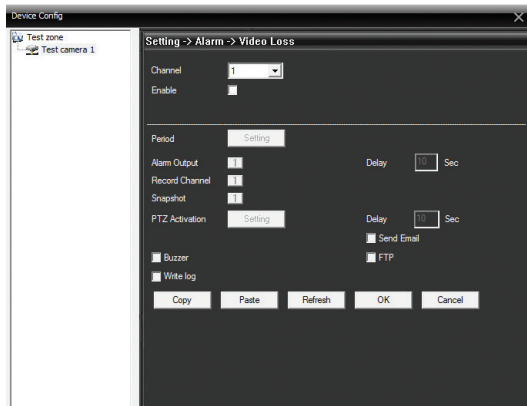 Device Config
Test zone
Test camera 1
Setting -> Alarm -> Video Loss
Channel 1
Enable
Period Setting
Alarm Output 1 Delay 10 Sec
Record Channel 1
Snapshot 1
PTZ Activation Setting Delay 10 Sec
Send Email
Buzzer FTP
Write log
Copy Paste Refresh OK Cancel